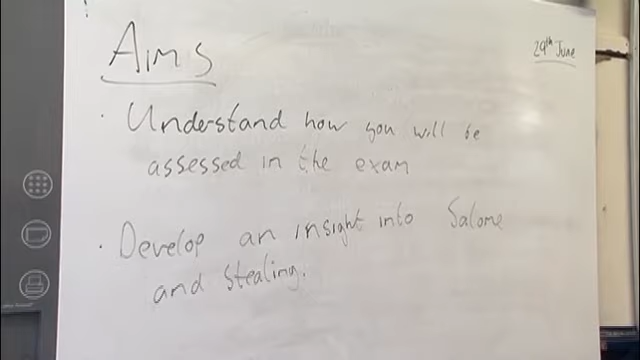 Aims
29th June
· Understand how you will be
assessed in the exam
· Develop an insight into Salome
and Stealing.